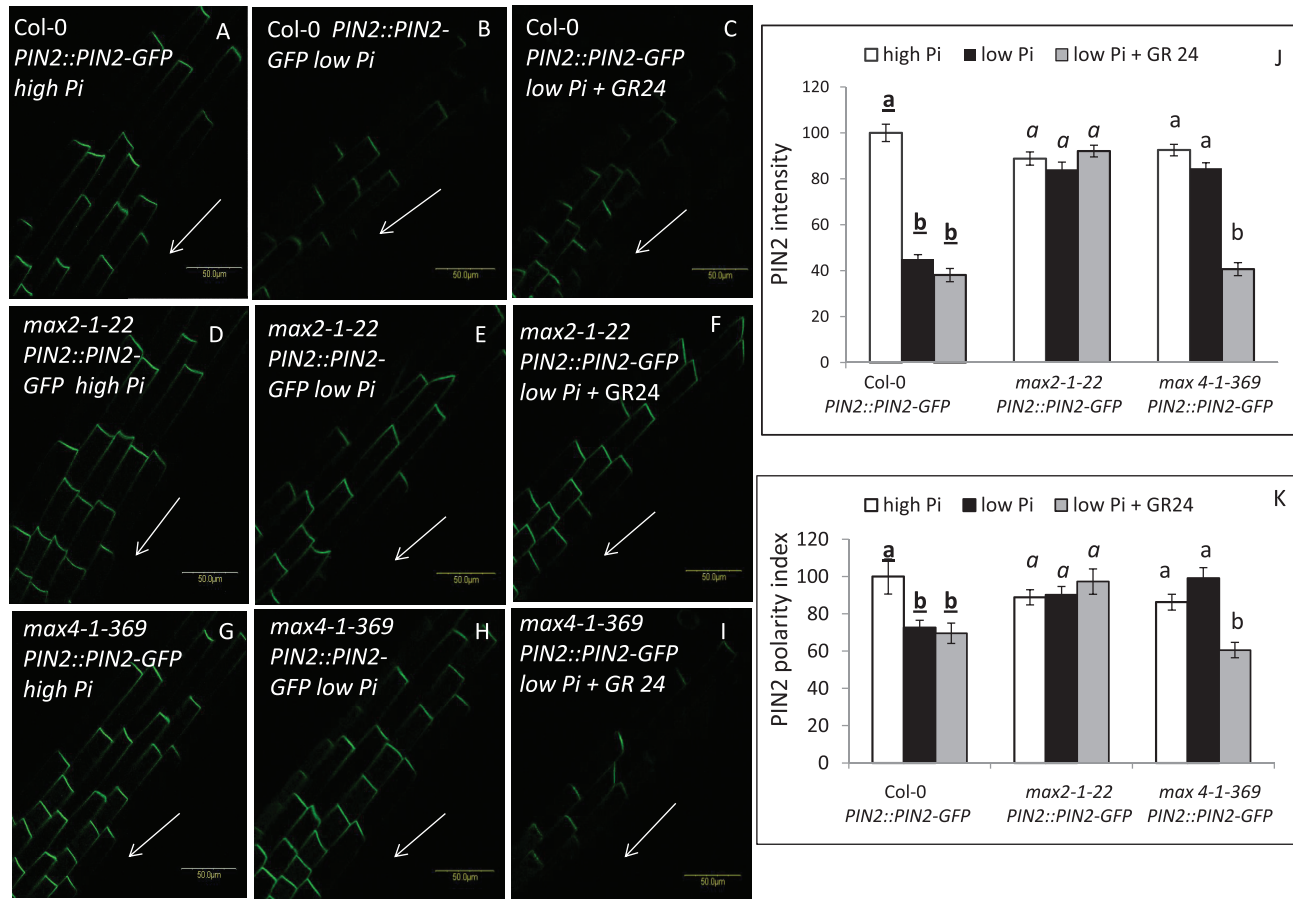 Col-0
A
PIN2::PIN2-GFP
high Pi
50.0µm
Col-0 PIN2::PIN2-
B
GFP low Pi
50.0µm
Col-0
C
PIN2::PIN2-GFP
low Pi + GR24
50.0µm
max2-1-22
D
PIN2::PIN2-
GFP high Pi
50.0µm
max2-1-22
E
PIN2::PIN2-
GFP low Pi
50.0µm
max2-1-22
F
PIN2::PIN2-GFP
low Pi + GR24
50.0µm
max4-1-369
G
PIN2::PIN2-GFP
high Pi
50.0µm
max4-1-369
H
PIN2::PIN2-
GFP low Pi
50.0µm
max4-1-369
I
PIN2::PIN2-GFP
low Pi + GR 24
50.0µm
high Pi low Pi low Pi + GR 24
J
PIN2 intensity
120
100
80
60
40
20
0
a b b
a a a
a a b
Col-0 max2-1-22 max 4-1-369
PIN2::PIN2-GFP PIN2::PIN2-GFP PIN2::PIN2-GFP
high Pi low Pi low Pi + GR24
K
PIN2 polarity index
120
100
80
60
40
20
0
a b b
a a a
a a b
Col-0 max2-1-22 max 4-1-369
PIN2::PIN2-GFP PIN2::PIN2-GFP PIN2::PIN2-GFP